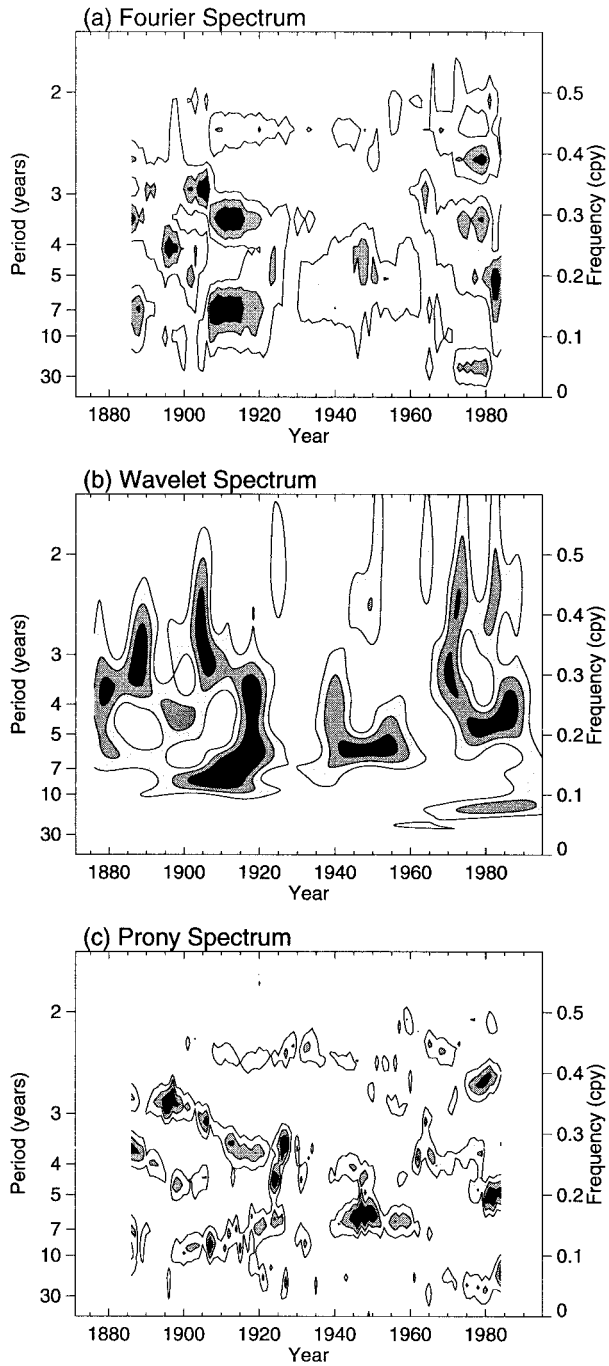 (a) Fourier Spectrum
2
3
4
5
7
10
30
Period (years)
0.5
0.4
0.3
0.2
0.1
0
Frequency (cpy)
1880 1900 1920 1940 1960 1980
Year
(b) Wavelet Spectrum
2
3
4
5
7
10
30
Period (years)
0.5
0.4
0.3
0.2
0.1
0
Frequency (cpy)
1880 1900 1920 1940 1960 1980
Year
(c) Prony Spectrum
2
3
4
5
7
10
30
Period (years)
0.5
0.4
0.3
0.2
0.1
0
Frequency (cpy)
1880 1900 1920 1940 1960 1980
Year